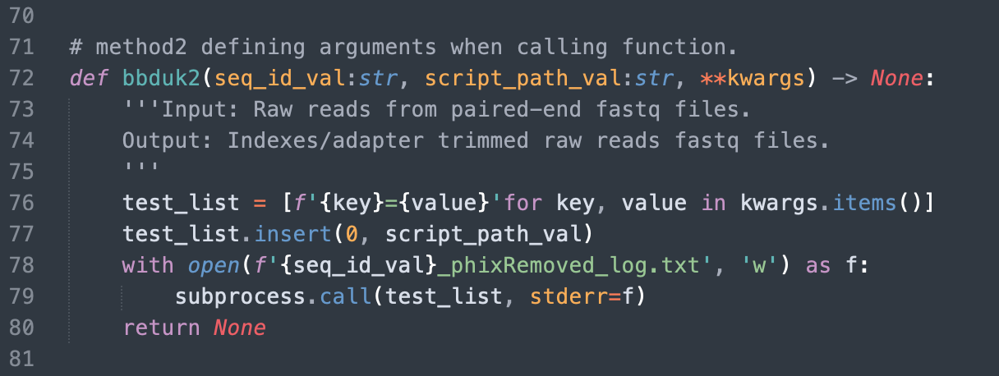 70
71 # method2 defining arguments when calling function.
72 def bbduk2(seq_id_val:str, script_path_val:str, **kwargs) -> None:
73     '''Input: Raw reads from paired-end fastq files.
74     Output: Indexes/adapter trimmed raw reads fastq files.
75     '''
76     test_list = [f'{key}={value}'for key, value in kwargs.items()]
77     test_list.insert(0, script_path_val)
78     with open(f'{seq_id_val}_phixRemoved_log.txt', 'w') as f:
79         subprocess.call(test_list, stderr=f)
80     return None
81